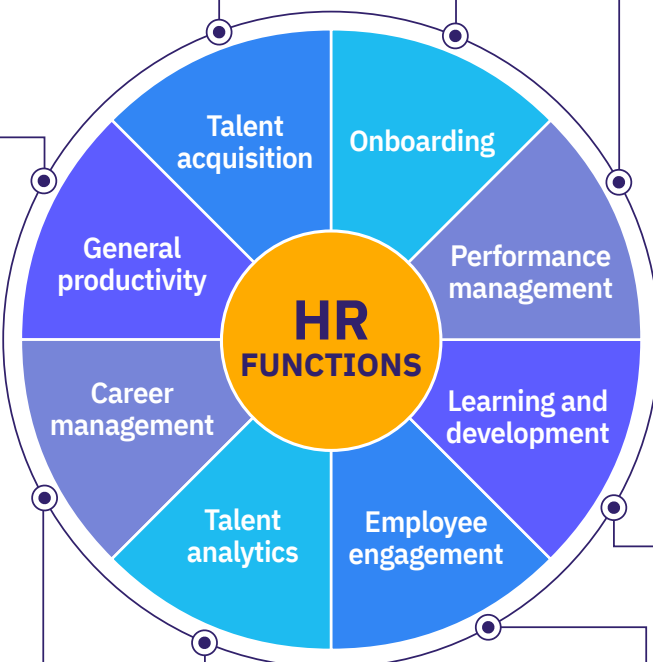 HR
FUNCTIONS
Talent
acquisition
Onboarding
Performance
management
Learning and
development
Employee
engagement
Talent
analytics
Career
management
General
productivity